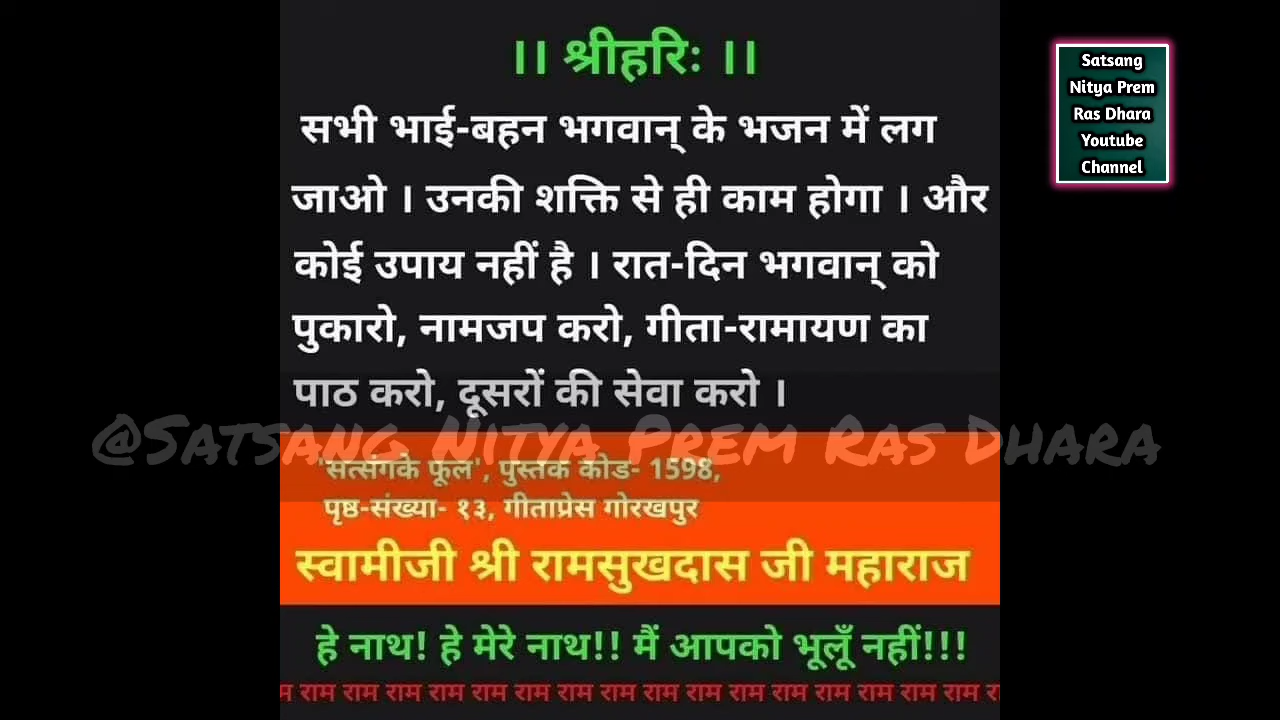 ।। श्रीहरिः ।।
सभी भाई-बहन भगवान् के भजन में लग
जाओ । उनकी शक्ति से ही काम होगा । और
कोई उपाय नहीं है । रात-दिन भगवान् को
पुकारो, नामजप करो, गीता-रामायण का
पाठ करो, दूसरों की सेवा करो ।
@Satsang Nitya Prem Ras Dhara
'सत्संगके फूल', पुस्तक कोड- 1598,
पृष्ठ-संख्या- १३, गीताप्रेस गोरखपुर
स्वामीजी श्री रामसुखदास जी महाराज
हे नाथ! हे मेरे नाथ!! मैं आपको भूलूँ नहीं!!!
म राम राम राम राम राम राम राम राम राम राम राम राम राम राम राम राम र
Satsang
Nitya Prem
Ras Dhara
Youtube
Channel